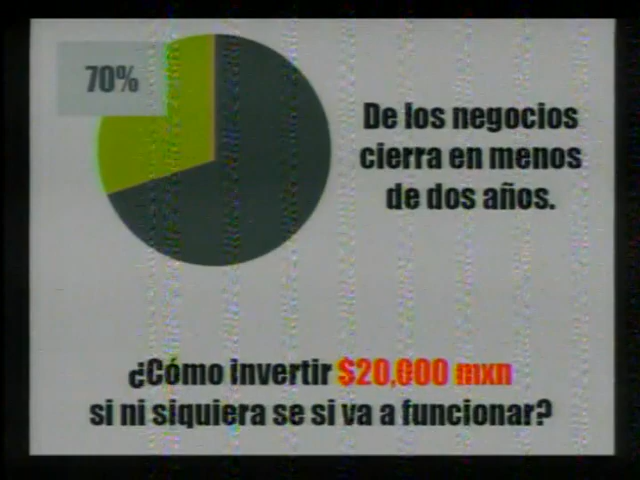 70%
De los negocios
cierra en menos
de dos años.
¿Cómo invertir $20,000 mxn
si ni siquiera se si va a funcionar?